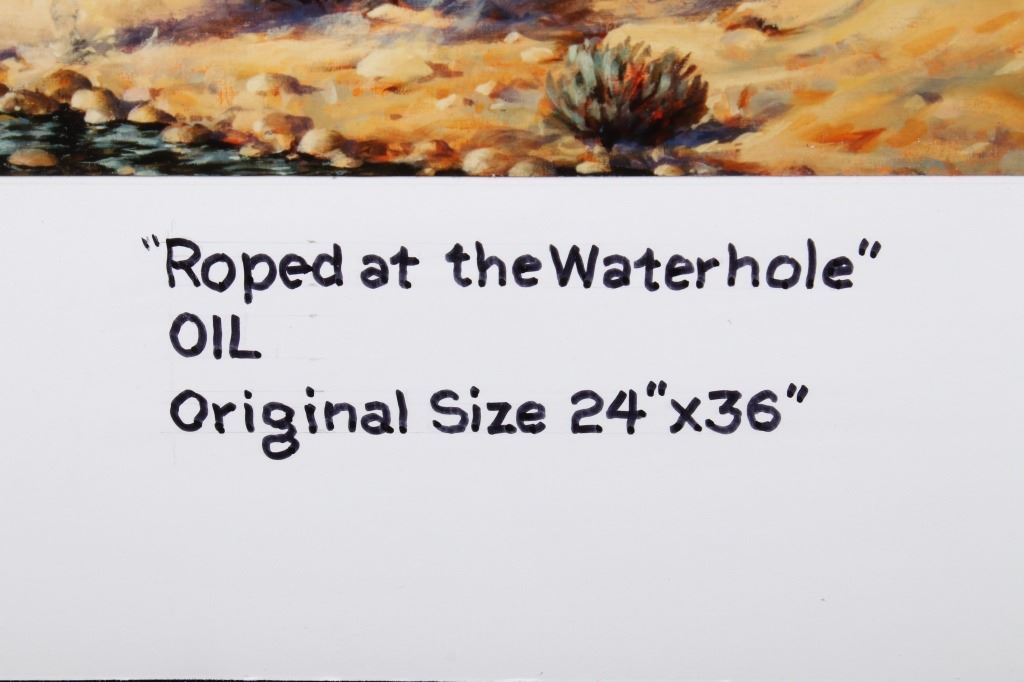 "Roped at the Waterhole"
OIL
Original Size 24"x36"